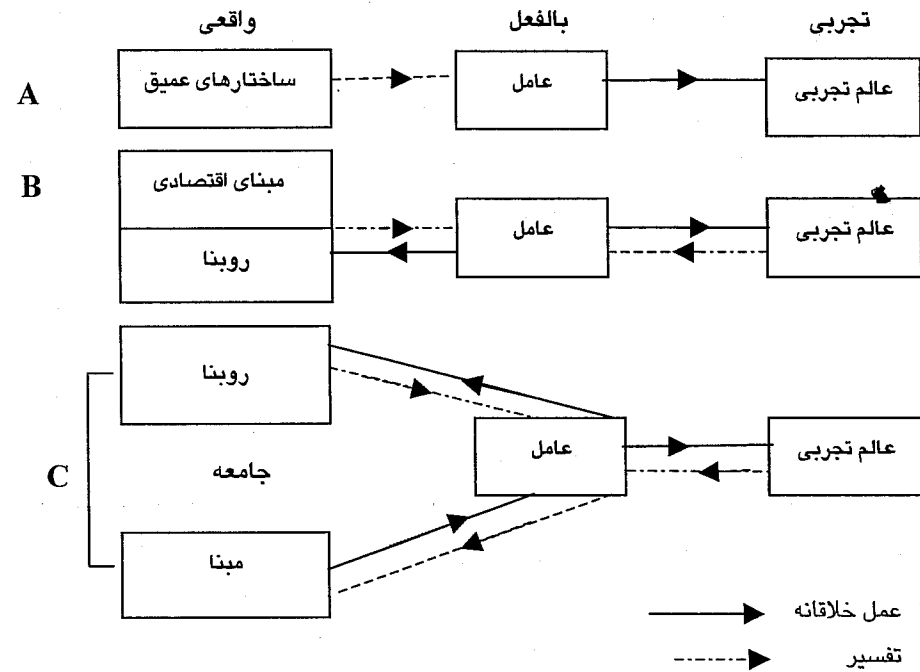 تجربی
بالفعل
واقعی
A
ساختارهای عمیق
عامل
عالم تجربی
B
مبنای اقتصادی
روبنا
عامل
عالم تجربی
C
روبنا
جامعه
مبنا
عامل
عالم تجربی
عمل خلاقانه
تفسیر